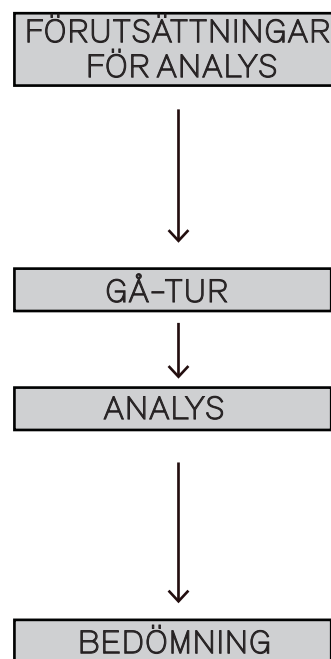 FÖRUTSÄTTNINGAR
FÖR ANALYS
GÅ-TUR
ANALYS
BEDÖMNING